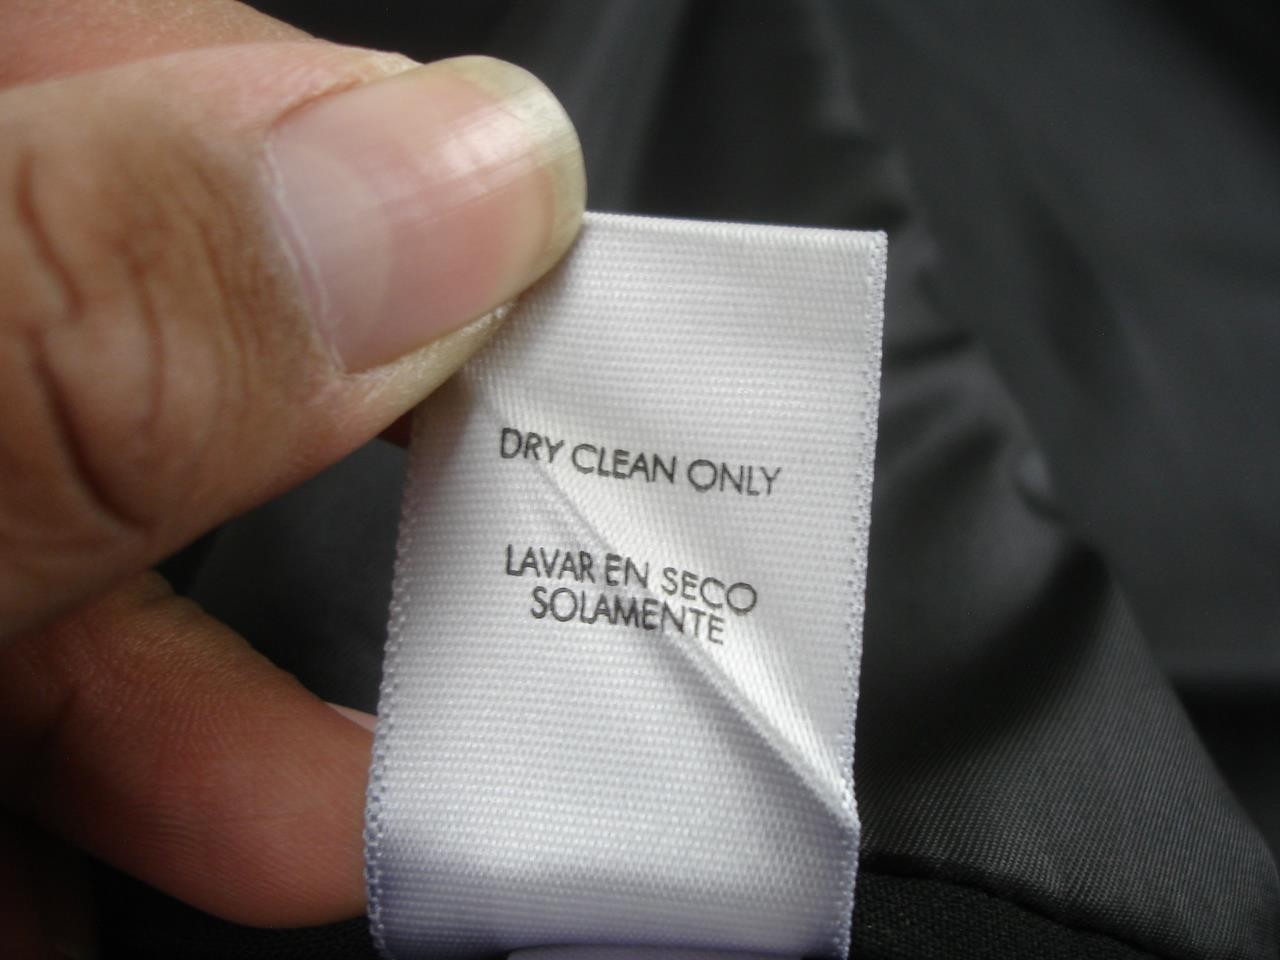 DRY CLEAN ONLY
LAVAR EN SECO
SOLAMENTE